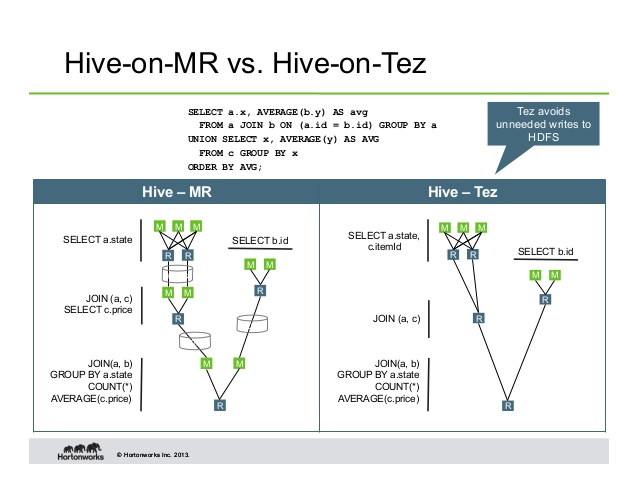 Hive-on-MR vs. Hive-on-Tez
SELECT a.x, AVERAGE(b.y) AS avg
FROM a JOIN b ON (a.id = b.id) GROUP BY a
UNION SELECT x, AVERAGE(y) AS AVG
FROM c GROUP BY x
ORDER BY AVG;
Tez avoids
unneeded writes to
HDFS
Hive – MR
Hive – Tez
SELECT a.state
M M M
R R
SELECT b.id
M M
R
JOIN (a, c)
SELECT c.price
M M
R
JOIN(a, b)
GROUP BY a.state
COUNT(*)
AVERAGE(c.price)
M M
R
SELECT a.state,
c.itemId
M M M
R R
SELECT b.id
M M
R
JOIN (a, c)
R
JOIN(a, b)
GROUP BY a.state
COUNT(*)
AVERAGE(c.price)
R
Hortonworks
© Hortonworks Inc. 2013.